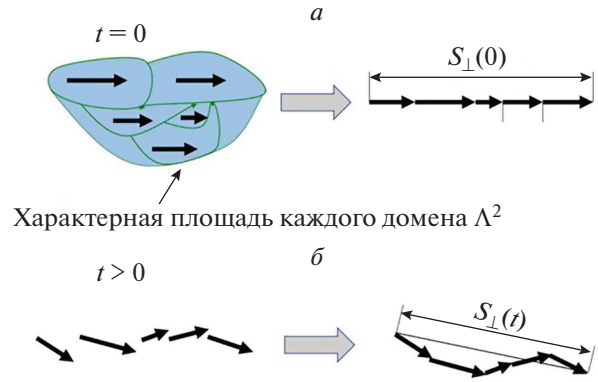 а
t = 0
S⊥(0)
Характерная площадь каждого домена Λ²
б
t > 0
S⊥(t)